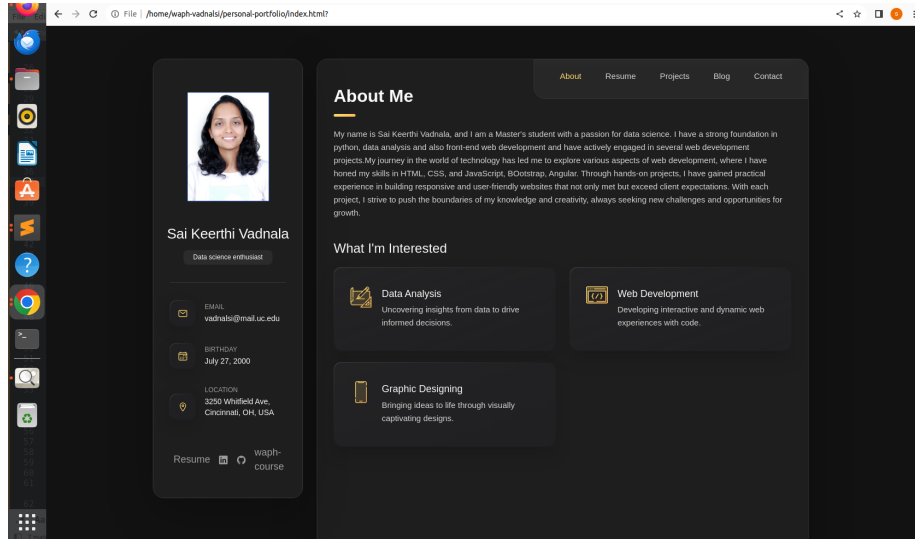 File
/home/waph-vadnalsi/personal-portfolio/index.html?
About
Resume
Projects
Blog
Contact
Sai Keerthi Vadnala
Data science enthusiast
EMAIL
vadnalsi@mail.uc.edu
BIRTHDAY
July 27, 2000
LOCATION
3250 Whitfield Ave,
Cincinnati, OH, USA
Resume
waph-
course
About Me
My name is Sai Keerthi Vadnala, and I am a Master's student with a passion for data science. I have a strong foundation in
python, data analysis and also front-end web development and have actively engaged in several web development
projects.My journey in the world of technology has led me to explore various aspects of web development, where I have
honed my skills in HTML, CSS, and JavaScript, BOotstrap, Angular. Through hands-on projects, I have gained practical
experience in building responsive and user-friendly websites that not only met but exceed client expectations. With each
project, I strive to push the boundaries of my knowledge and creativity, always seeking new challenges and opportunities for
growth.
What I'm Interested
Data Analysis
Uncovering insights from data to drive
informed decisions.
Web Development
Developing interactive and dynamic web
experiences with code.
Graphic Designing
Bringing ideas to life through visually
captivating designs.
57
58
59
60
61